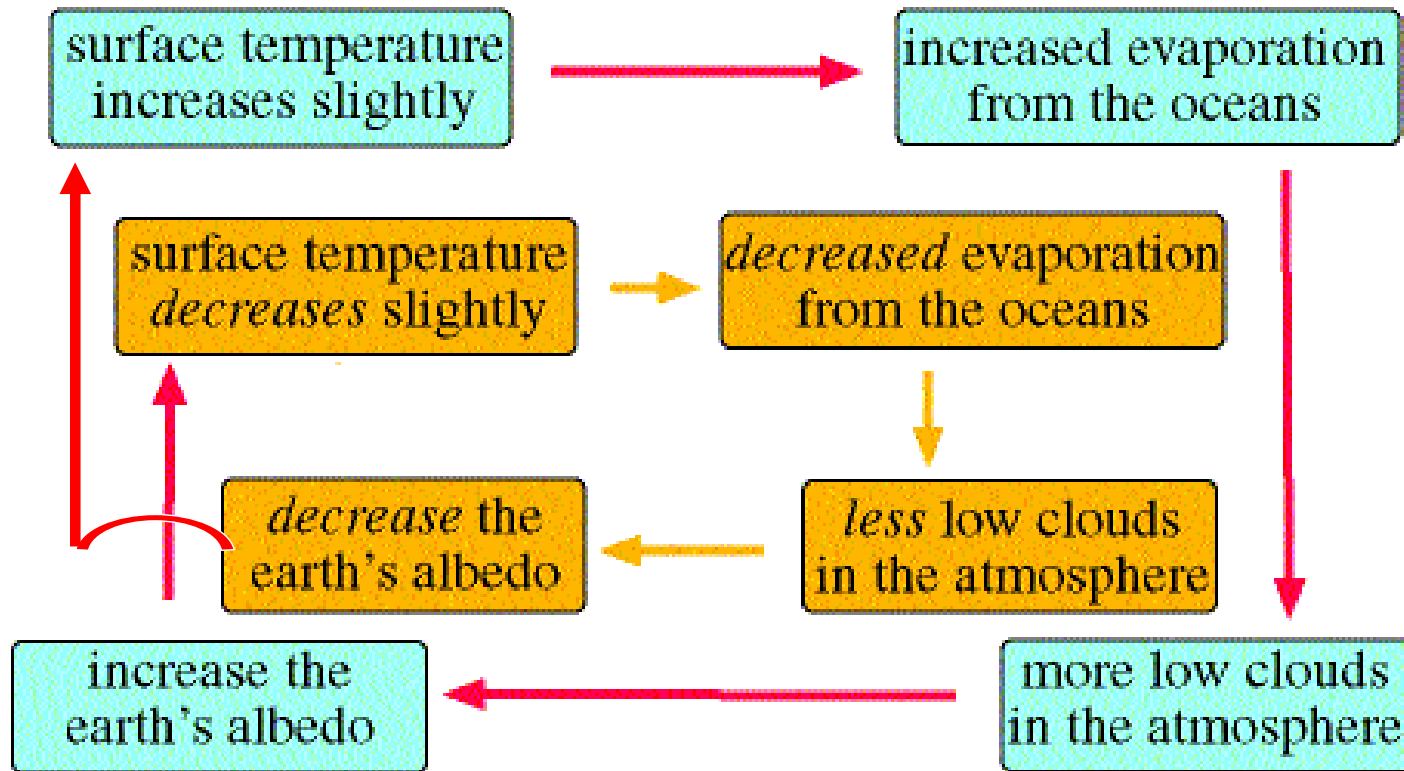 surface temperature
increases slightly
increased evaporation
from the oceans
surface temperature
decreases slightly
decreased evaporation
from the oceans
decrease the
earth's albedo
less low clouds
in the atmosphere
increase the
earth's albedo
more low clouds
in the atmosphere